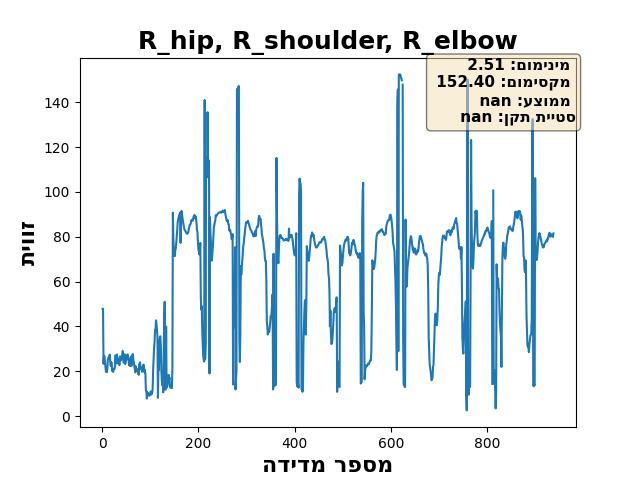 R_hip, R_shoulder, R_elbow
מינימום: 2.51
מקסימום: 152.40
ממוצע: nan
סטיית תקן: nan
140
120
100
80
60
40
20
0
זווית
0 200 400 600 800
מספר מדידה